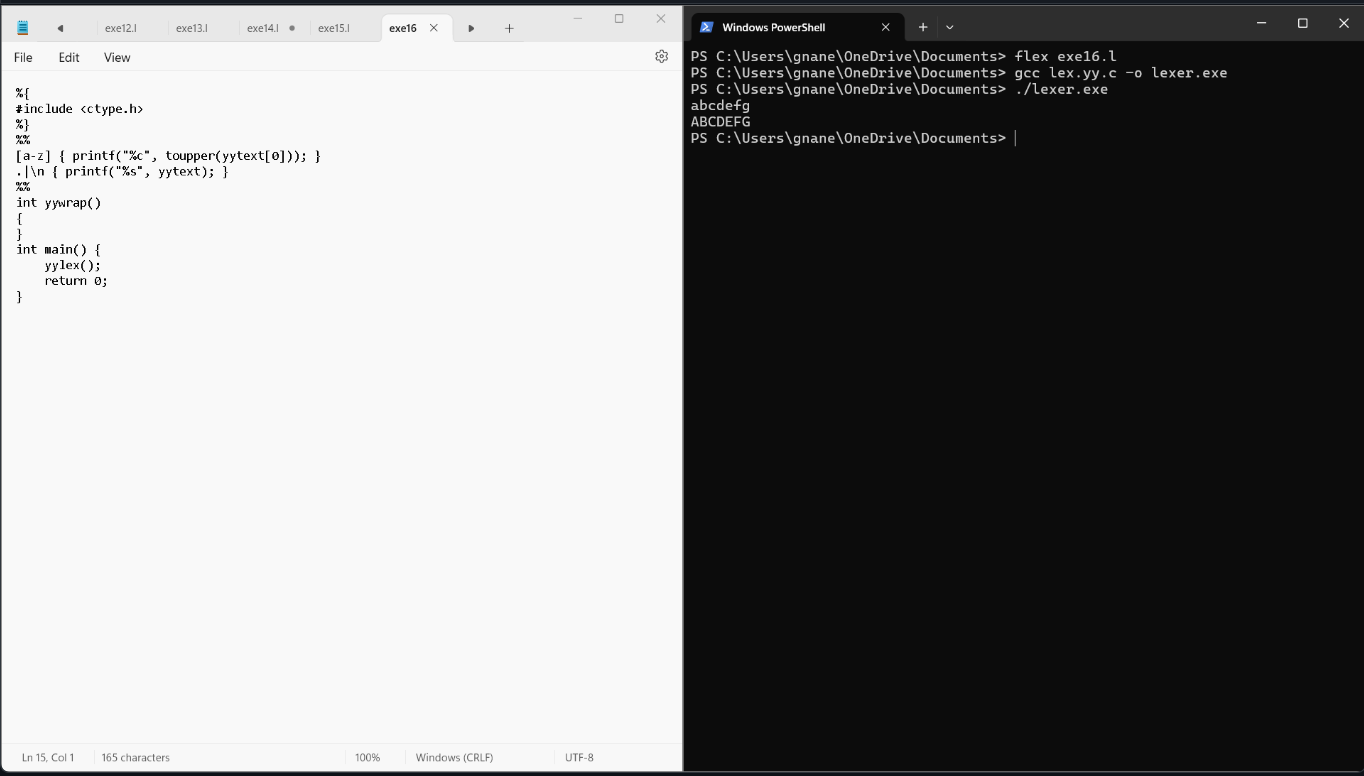 exe12.l exe13.l exe14.l exe15.l exe16
File Edit View
%{
#include <ctype.h>
%}
%%
[a-z] { printf("%c", toupper(yytext[0])); }
.|\n { printf("%s", yytext); }
%%
int yywrap()
{
}
int main() {
    yylex();
    return 0;
}
Ln 15, Col 1 165 characters 100% Windows (CRLF) UTF-8
Windows PowerShell
PS C:\Users\gnane\OneDrive\Documents> flex exe16.l
PS C:\Users\gnane\OneDrive\Documents> gcc lex.yy.c -o lexer.exe
PS C:\Users\gnane\OneDrive\Documents> ./lexer.exe
abcdefg
ABCDEFG
PS C:\Users\gnane\OneDrive\Documents>